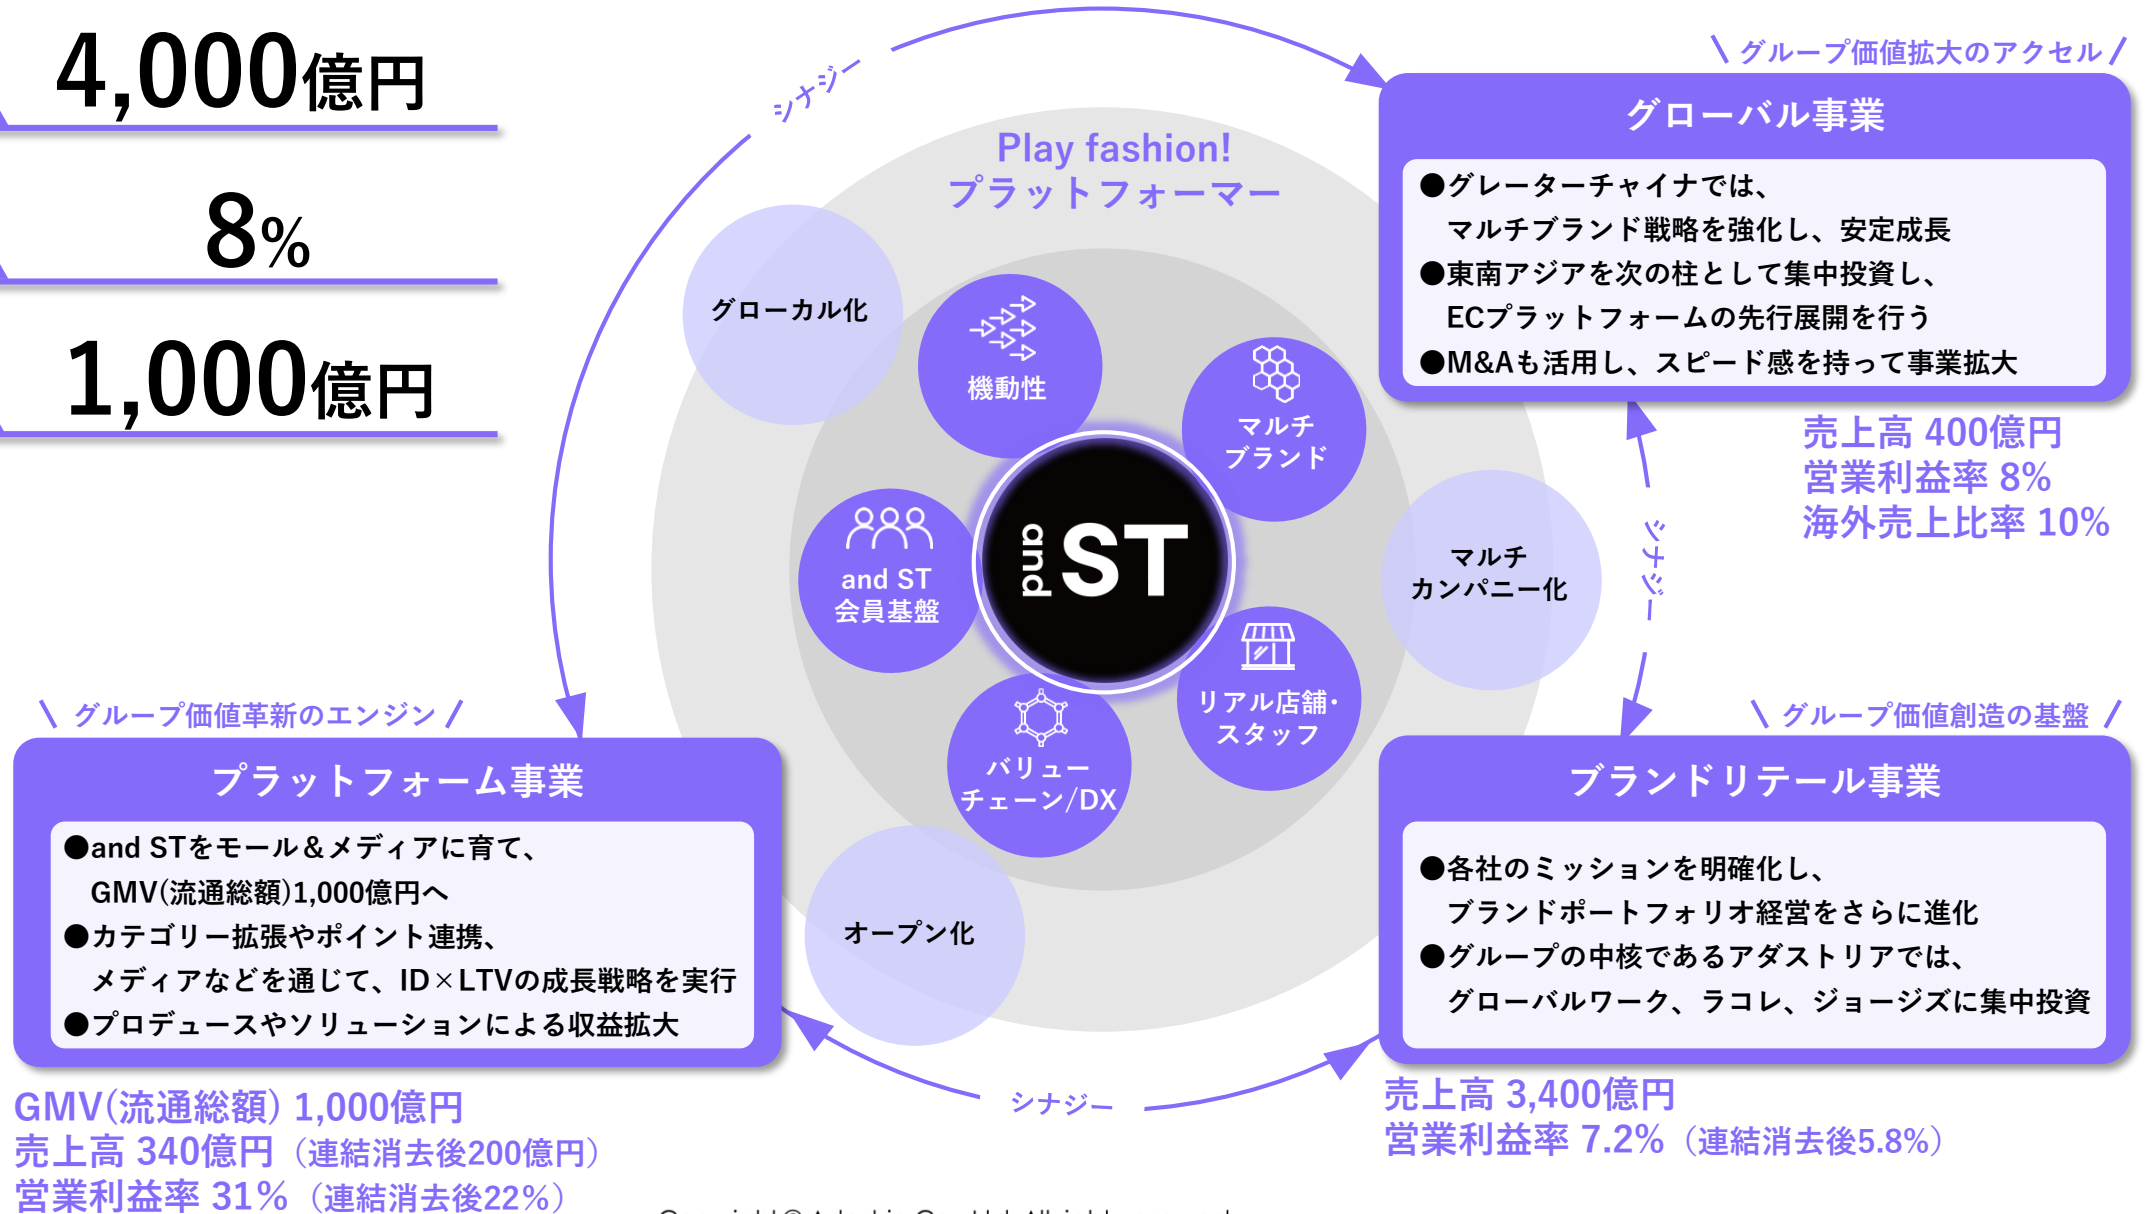 4,000億円
8%
1,000億円
シナジー
Play fashion!
プラットフォーマー
グローカル化
機動性
マルチ
ブランド
and ST
会員基盤
and ST
マルチ
カンパニー化
リアル店舗・
スタッフ
バリュー
チェーン/DX
オープン化
\ グループ価値拡大のアクセル /
グローバル事業
●グレーターチャイナでは、
マルチブランド戦略を強化し、安定成長
●東南アジアを次の柱として集中投資し、
ECプラットフォームの先行展開を行う
●M&Aも活用し、スピード感を持って事業拡大
売上高 400億円
営業利益率 8%
海外売上比率 10%
シナジー
\ グループ価値革新のエンジン /
プラットフォーム事業
●and STをモール&メディアに育て、
GMV(流通総額)1,000億円へ
●カテゴリー拡張やポイント連携、
メディアなどを通じて、ID×LTVの成長戦略を実行
●プロデュースやソリューションによる収益拡大
GMV(流通総額) 1,000億円
売上高 340億円（連結消去後200億円）
営業利益率 31%（連結消去後22%）
シナジー
\ グループ価値創造の基盤 /
ブランドリテール事業
●各社のミッションを明確化し、
ブランドポートフォリオ経営をさらに進化
●グループの中核であるアダストリアでは、
グローバルワーク、ラコレ、ジョージズに集中投資
売上高 3,400億円
営業利益率 7.2%（連結消去後5.8%）